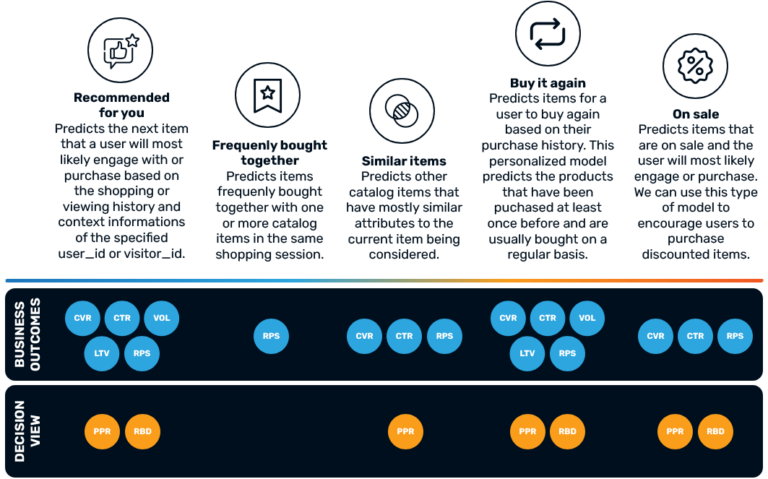 Recommended
for you
Predicts the next item
that a user will most
likely engage with or
purchase based on
the shopping or
viewing history and
context informations
of the specified
user_id or visitor_id.
Frequenly bought
together
Predicts items
frequenly bought
together with one
or more catalog
items in the same
shopping session.
Similar items
Predicts other
catalog items that
have mostly similar
attributes to the
current item being
considered.
Buy it again
Predicts items for a
user to buy again
based on their
purchase history. This
personalized model
predicts the products
that have been
puchased at least
once before and are
usually bought on a
regular basis.
On sale
Predicts items that
are on sale and the
user will most likely
engage or purchase.
We can use this type
of model to
encourage users to
purchase
discounted items.
BUSINESS
OUTCOMES
CVR CTR VOL
LTV RPS
RPS
CVR CTR RPS
CVR CTR VOL
LTV RPS
CVR CTR RPS
DECISION
VIEW
PPR RBD
PPR
PPR RBD
PPR RBD